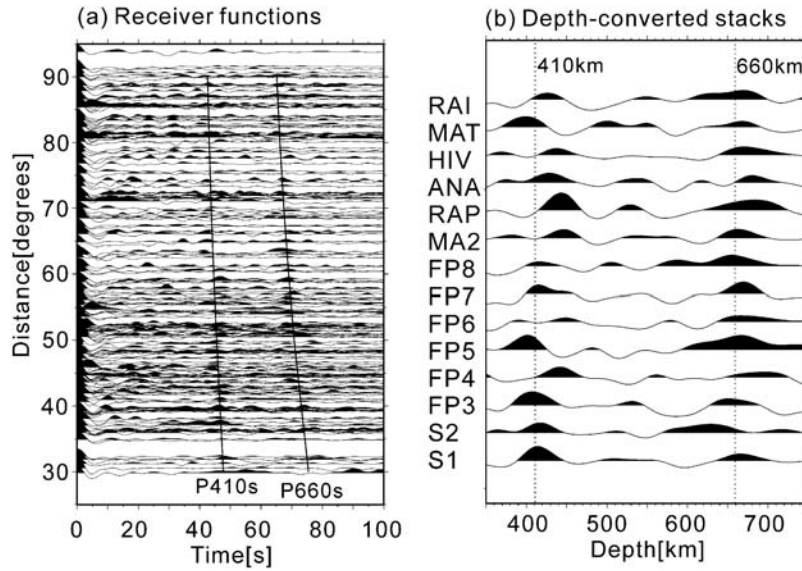 (a) Receiver functions
Distance[degrees]
90
80
70
60
50
40
30
P410s
P660s
0 20 40 60 80 100
Time[s]
(b) Depth-converted stacks
410km
660km
RAI
MAT
HIV
ANA
RAP
MA2
FP8
FP7
FP6
FP5
FP4
FP3
S2
S1
400 500 600 700
Depth[km]